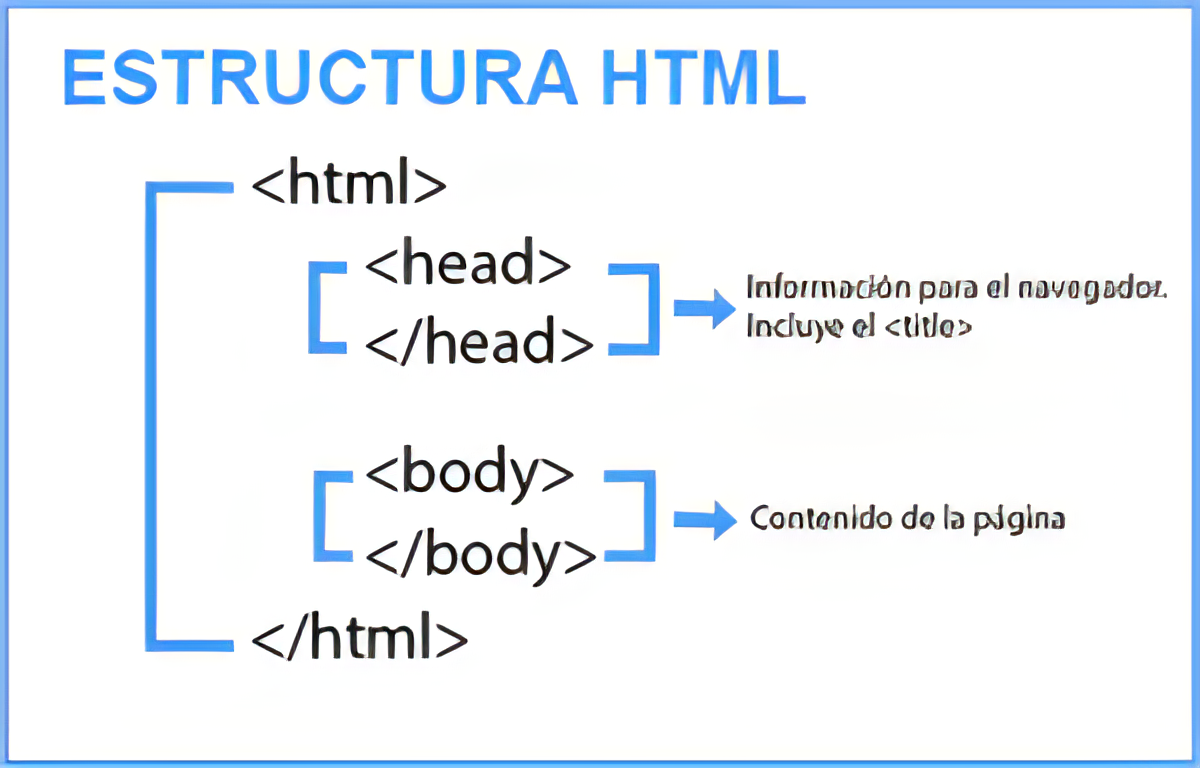 ESTRUCTURA HTML
<html>
<head>
</head>
Información para el navegador.
Incluye el <title>
<body>
</body>
Contenido de la página
</html>